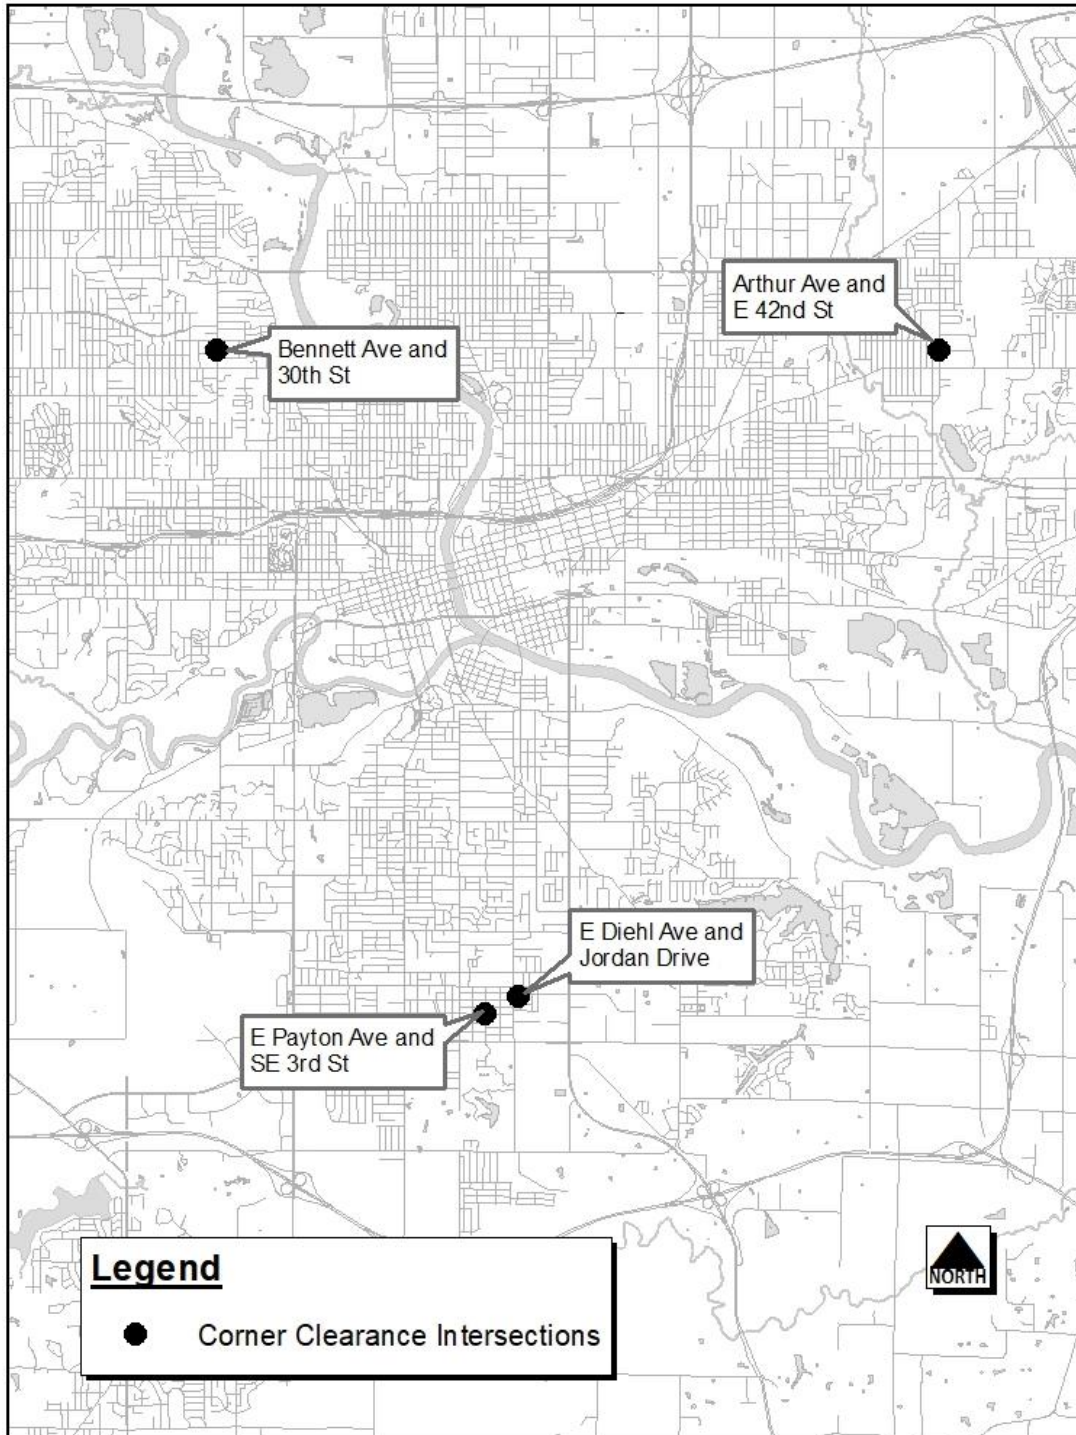 Arthur Ave and
E 42nd St
Bennett Ave and
30th St
E Diehl Ave and
Jordan Drive
E Payton Ave and
SE 3rd St
Legend
Corner Clearance Intersections
NORTH